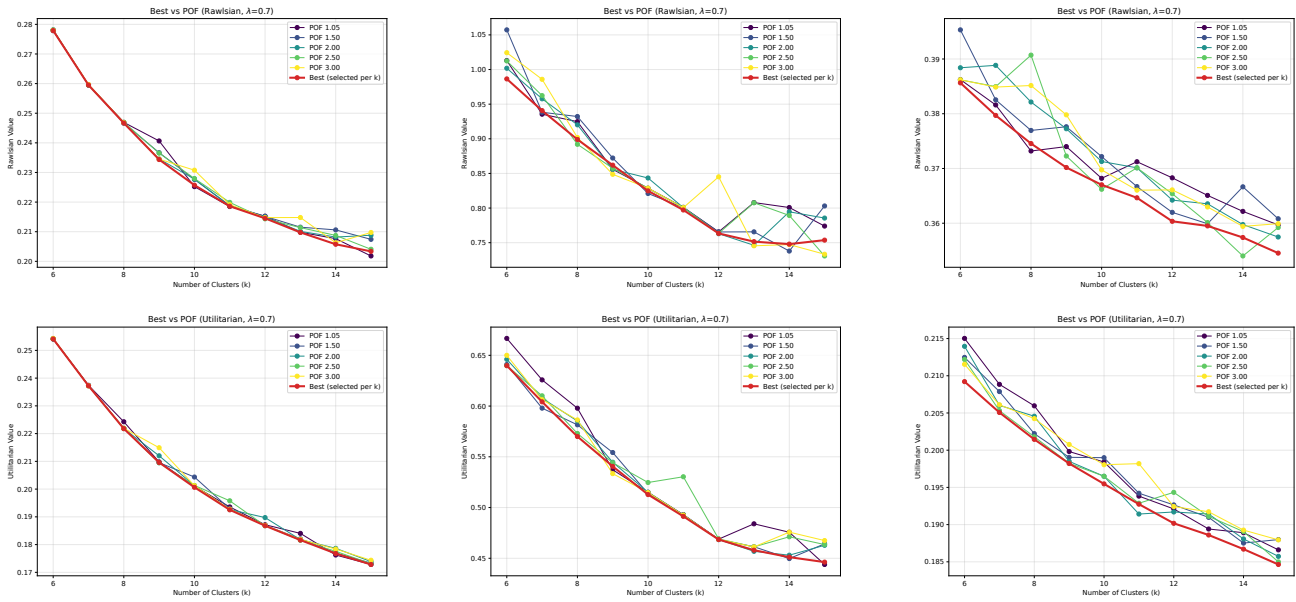 Best vs POF (Rawlsian, λ=0.7)
Rawlsian Value
0.28
0.27
0.26
0.25
0.24
0.23
0.22
0.21
0.20
6
8
10
12
14
Number of Clusters (k)
POF 1.05
POF 1.50
POF 2.00
POF 2.50
POF 3.00
Best (selected per k)
Best vs POF (Rawlsian, λ=0.7)
Rawlsian Value
1.05
1.00
0.95
0.90
0.85
0.80
0.75
6
8
10
12
14
Number of Clusters (k)
POF 1.05
POF 1.50
POF 2.00
POF 2.50
POF 3.00
Best (selected per k)
Best vs POF (Rawlsian, λ=0.7)
Rawlsian Value
0.39
0.38
0.37
0.36
6
8
10
12
14
Number of Clusters (k)
POF 1.05
POF 1.50
POF 2.00
POF 2.50
POF 3.00
Best (selected per k)
Best vs POF (Utilitarian, λ=0.7)
Utilitarian Value
0.25
0.24
0.23
0.22
0.21
0.20
0.19
0.18
0.17
6
8
10
12
14
Number of Clusters (k)
POF 1.05
POF 1.50
POF 2.00
POF 2.50
POF 3.00
Best (selected per k)
Best vs POF (Utilitarian, λ=0.7)
Utilitarian Value
0.65
0.60
0.55
0.50
0.45
6
8
10
12
14
Number of Clusters (k)
POF 1.05
POF 1.50
POF 2.00
POF 2.50
POF 3.00
Best (selected per k)
Best vs POF (Utilitarian, λ=0.7)
Utilitarian Value
0.215
0.210
0.205
0.200
0.195
0.190
0.185
6
8
10
12
14
Number of Clusters (k)
POF 1.05
POF 1.50
POF 2.00
POF 2.50
POF 3.00
Best (selected per k)